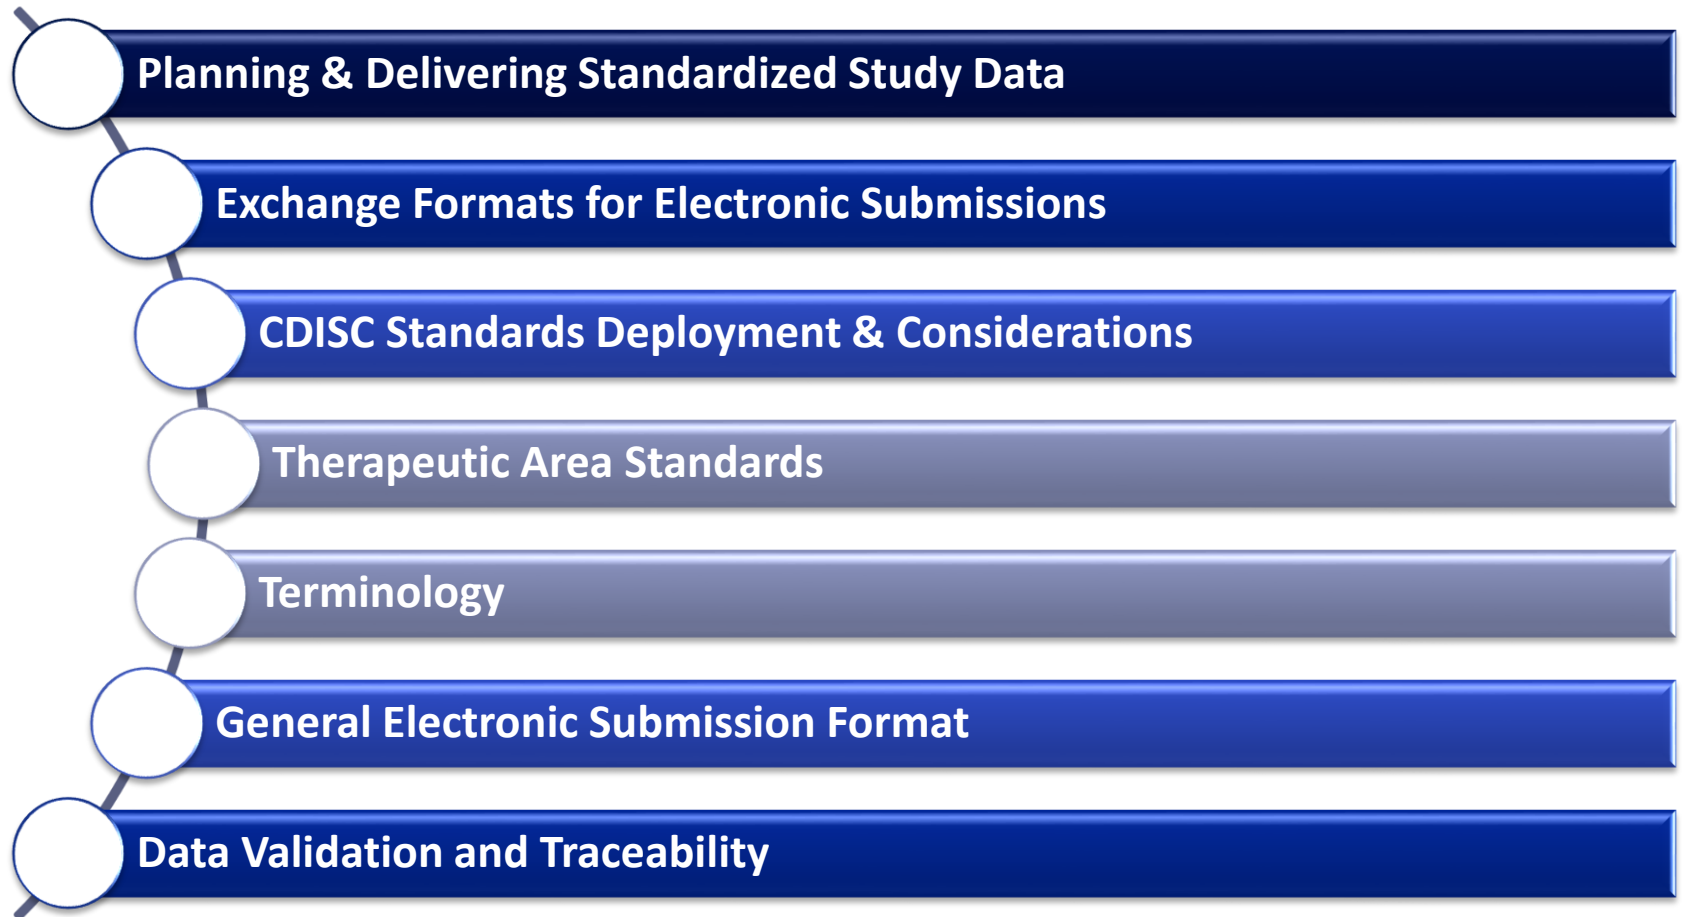 Planning & Delivering Standardized Study Data
Exchange Formats for Electronic Submissions
CDISC Standards Deployment & Considerations
Therapeutic Area Standards
Terminology
General Electronic Submission Format
Data Validation and Traceability